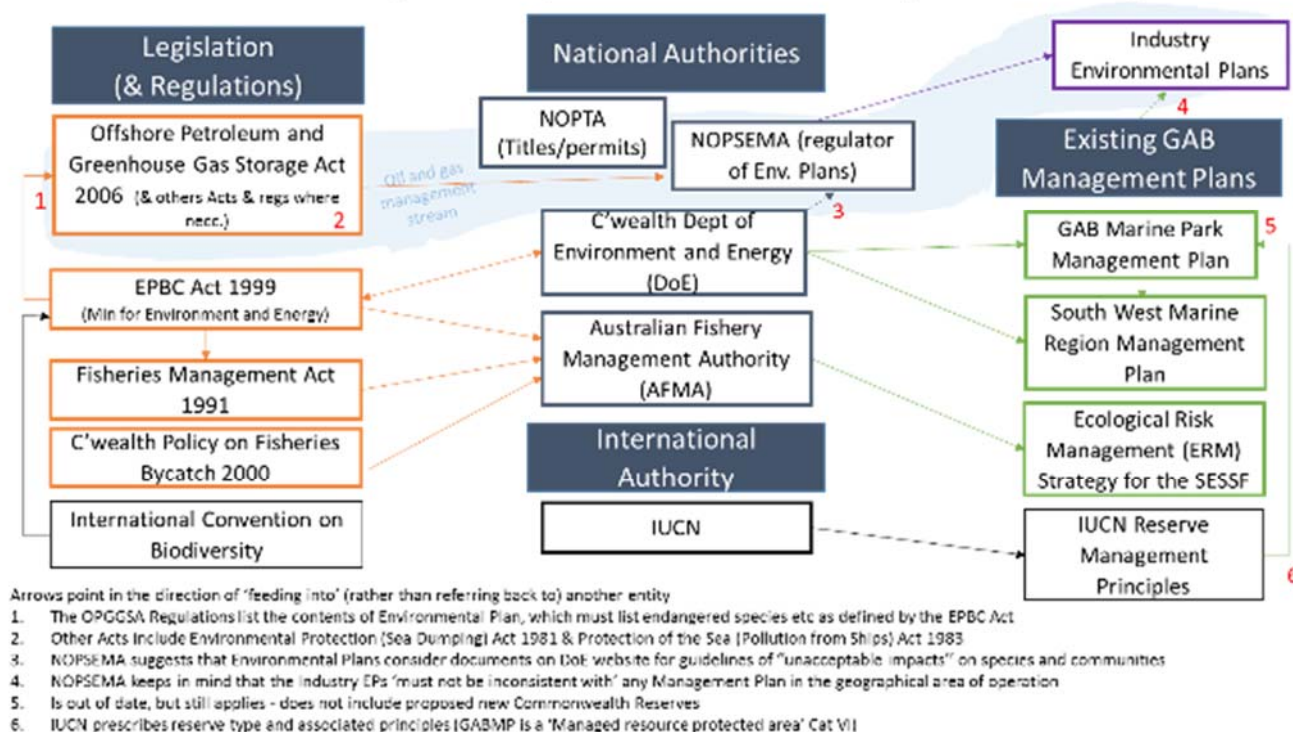 Legislation
(& Regulations)
National Authorities
Industry
Environmental Plans
4
Offshore Petroleum and
Greenhouse Gas Storage Act
2006 (& others Acts & regs where
necc.)
1
2
Oil and gas
management
stream
NOPTA
(Titles/permits)
NOPSEMA (regulator
of Env. Plans)
3
Existing GAB
Management Plans
EPBC Act 1999
(Min for Environment and Energy)
C'wealth Dept of
Environment and Energy
(DoE)
GAB Marine Park
Management Plan
5
Fisheries Management Act
1991
Australian Fishery
Management Authority
(AFMA)
South West Marine
Region Management
Plan
C'wealth Policy on Fisheries
Bycatch 2000
International
Authority
Ecological Risk
Management (ERM)
Strategy for the SESSF
International Convention on
Biodiversity
IUCN
IUCN Reserve
Management
Principles
6
Arrows point in the direction of 'feeding into' (rather than referring back to) another entity
1. The OPGGSA Regulations list the contents of Environmental Plan, which must list endangered species etc as defined by the EPBC Act
2. Other Acts include Environmental Protection (Sea Dumping) Act 1981 & Protection of the Sea (Pollution from Ships) Act 1983
3. NOPSEMA suggests that Environmental Plans consider documents on DoE website for guidelines of "unacceptable impacts" on species and communities
4. NOPSEMA keeps in mind that the Industry EPs 'must not be inconsistent with' any Management Plan in the geographical area of operation
5. Is out of date, but still applies - does not include proposed new Commonwealth Reserves
6. IUCN prescribes reserve type and associated principles (GABMP is a 'Managed resource protected area' Cat VI)